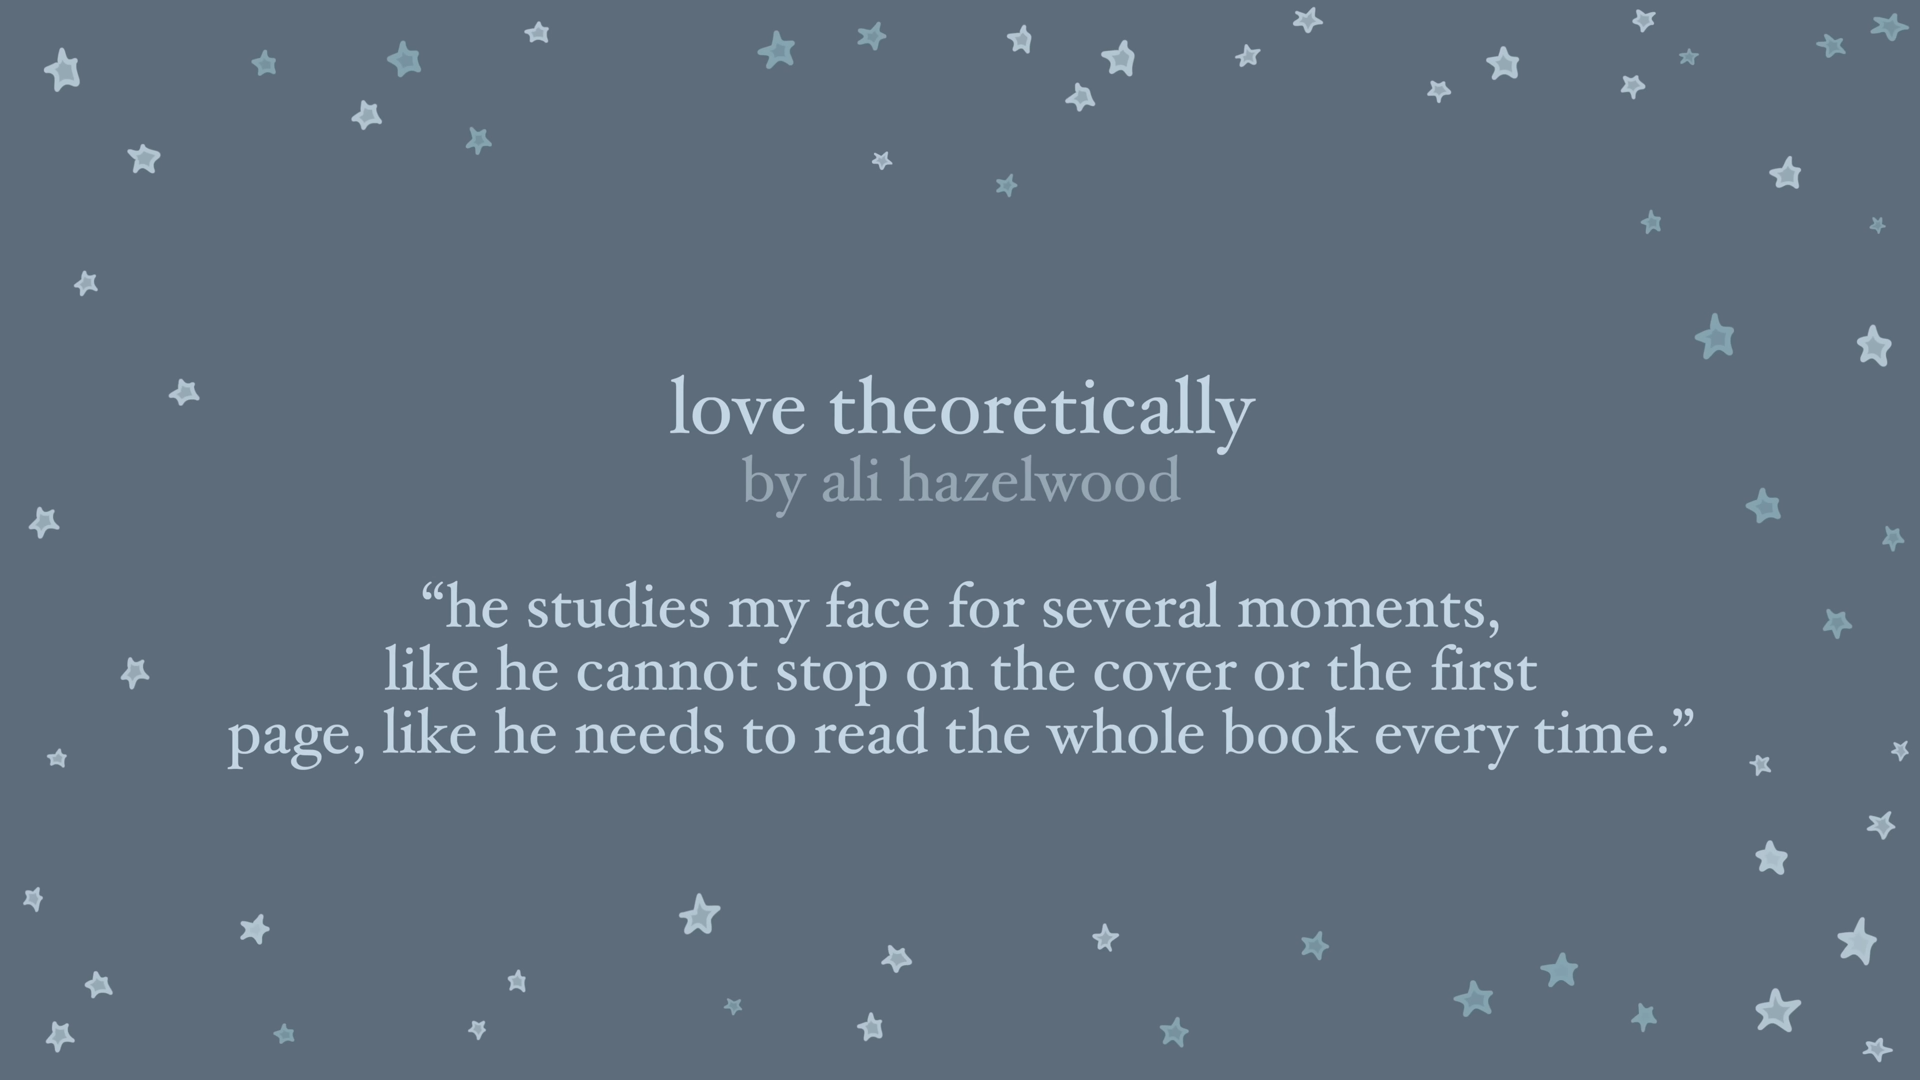 love theoretically
by ali hazelwood
“he studies my face for several moments,
like he cannot stop on the cover or the first
page, like he needs to read the whole book every time.”